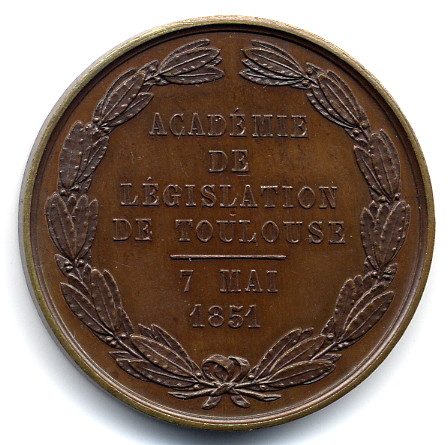 ACADÉMIE
DE
LÉGISLATION
DE TOULOUSE
7 MAI
1851